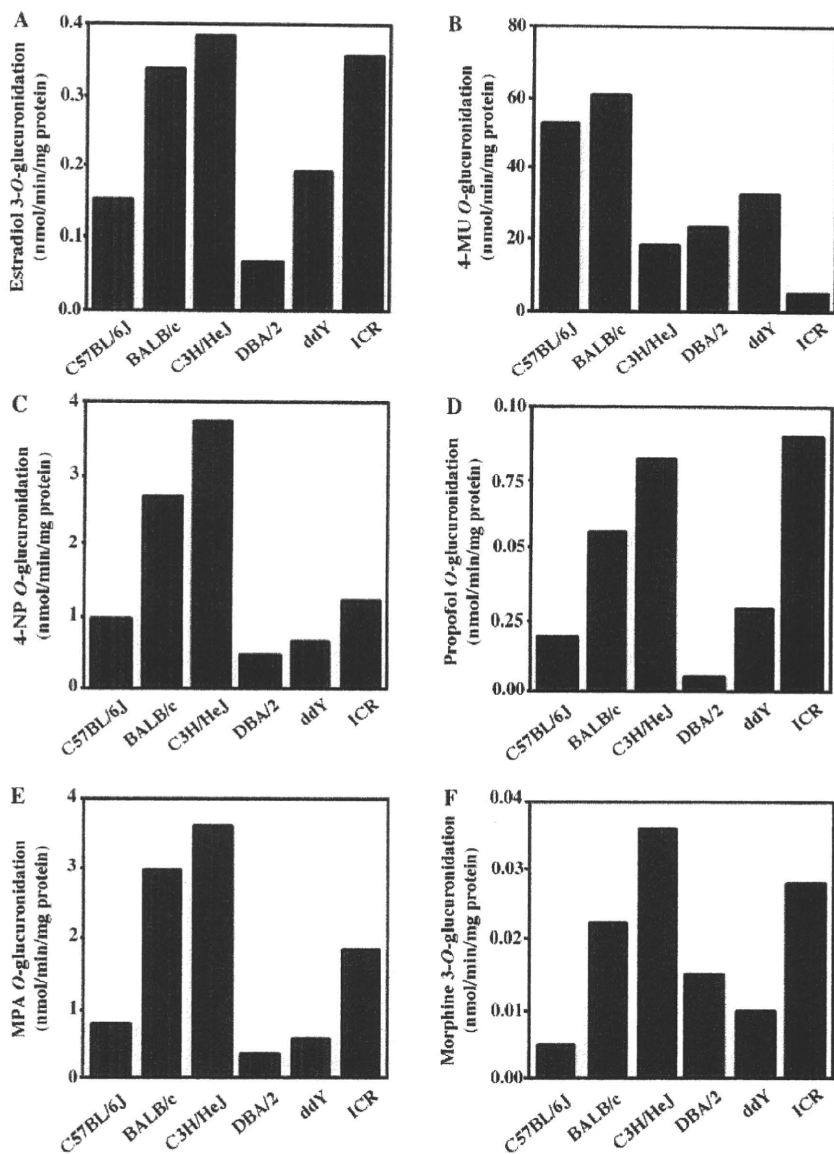 A
Estradiol 3-O-glucuronidation
(nmol/min/mg protein)
0.4
0.3
0.2
0.1
0.0
C57BL/6J
BALB/c
C3H/HeJ
DBA/2
ddY
ICR
B
4-MU O-glucuronidation
(nmol/min/mg protein)
80
60
40
20
0
C57BL/6J
BALB/c
C3H/HeJ
DBA/2
ddY
ICR
C
4-NP O-glucuronidation
(nmol/min/mg protein)
4
3
2
1
0
C57BL/6J
BALB/c
C3H/HeJ
DBA/2
ddY
ICR
D
Propofol O-glucuronidation
(nmol/min/mg protein)
0.10
0.75
0.05
0.25
0.00
C57BL/6J
BALB/c
C3H/HeJ
DBA/2
ddY
ICR
E
MPA O-glucuronidation
(nmol/min/mg protein)
4
3
2
1
0
C57BL/6J
BALB/c
C3H/HeJ
DBA/2
ddY
ICR
F
Morphine 3-O-glucuronidation
(nmol/min/mg protein)
0.04
0.03
0.02
0.01
0.00
C57BL/6J
BALB/c
C3H/HeJ
DBA/2
ddY
ICR